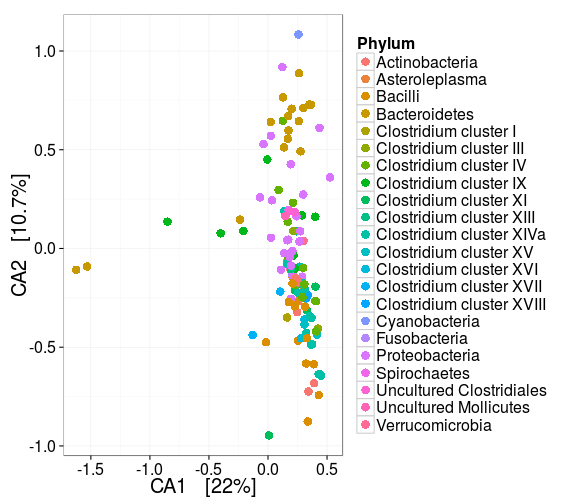 Phylum
Actinobacteria
Asteroleplasma
Bacilli
Bacteroidetes
Clostridium cluster I
Clostridium cluster III
Clostridium cluster IV
Clostridium cluster IX
Clostridium cluster XI
Clostridium cluster XIII
Clostridium cluster XIVa
Clostridium cluster XV
Clostridium cluster XVI
Clostridium cluster XVII
Clostridium cluster XVIII
Cyanobacteria
Fusobacteria
Proteobacteria
Spirochaetes
Uncultured Clostridiales
Uncultured Mollicutes
Verrucomicrobia
CA2 [10.7%]
1.0
0.5
0.0
-0.5
-1.0
-1.5 -1.0 -0.5 0.0 0.5
CA1 [22%]